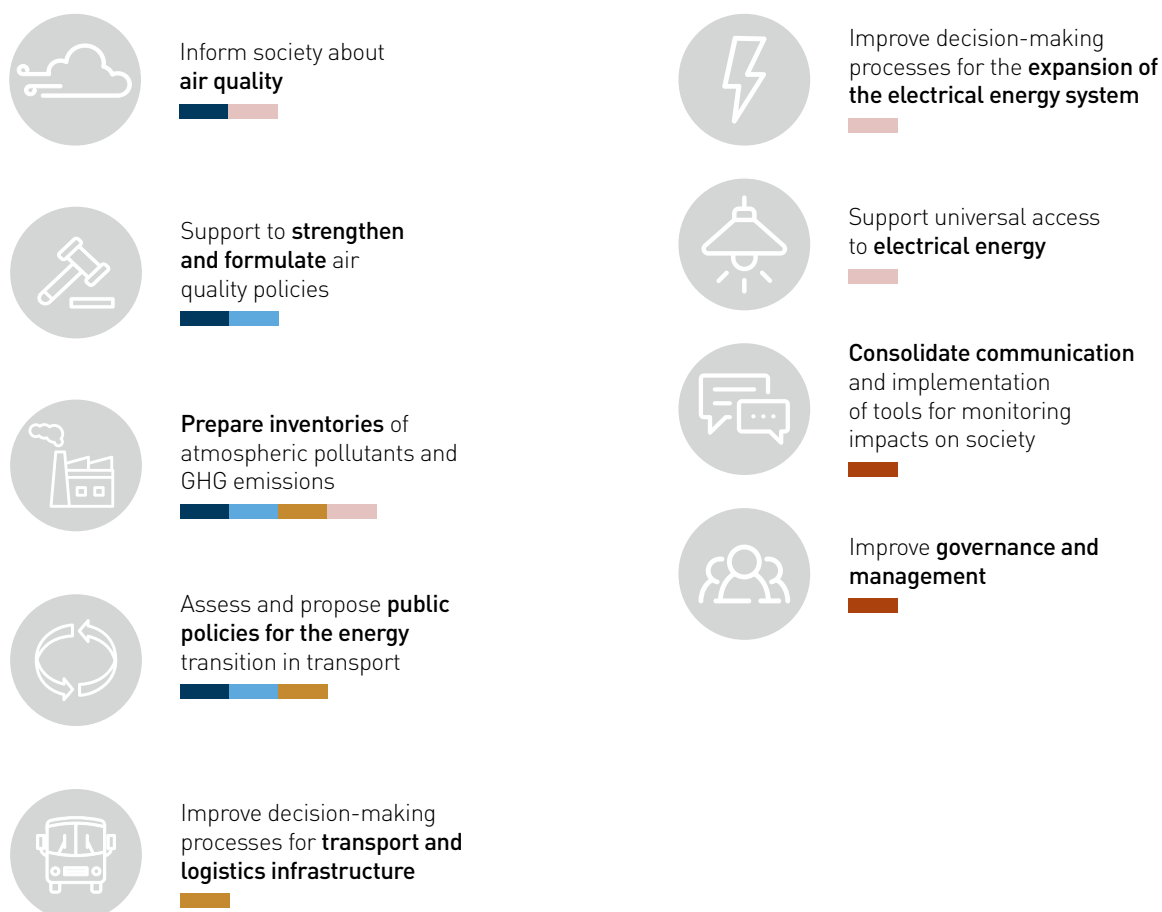 Inform society about
air quality
Support to strengthen
and formulate air
quality policies
Prepare inventories of
atmospheric pollutants and
GHG emissions
Assess and propose public
policies for the energy
transition in transport
Improve decision-making
processes for transport and
logistics infrastructure
Improve decision-making
processes for the expansion of
the electrical energy system
Support universal access
to electrical energy
Consolidate communication
and implementation
of tools for monitoring
impacts on society
Improve governance and
management